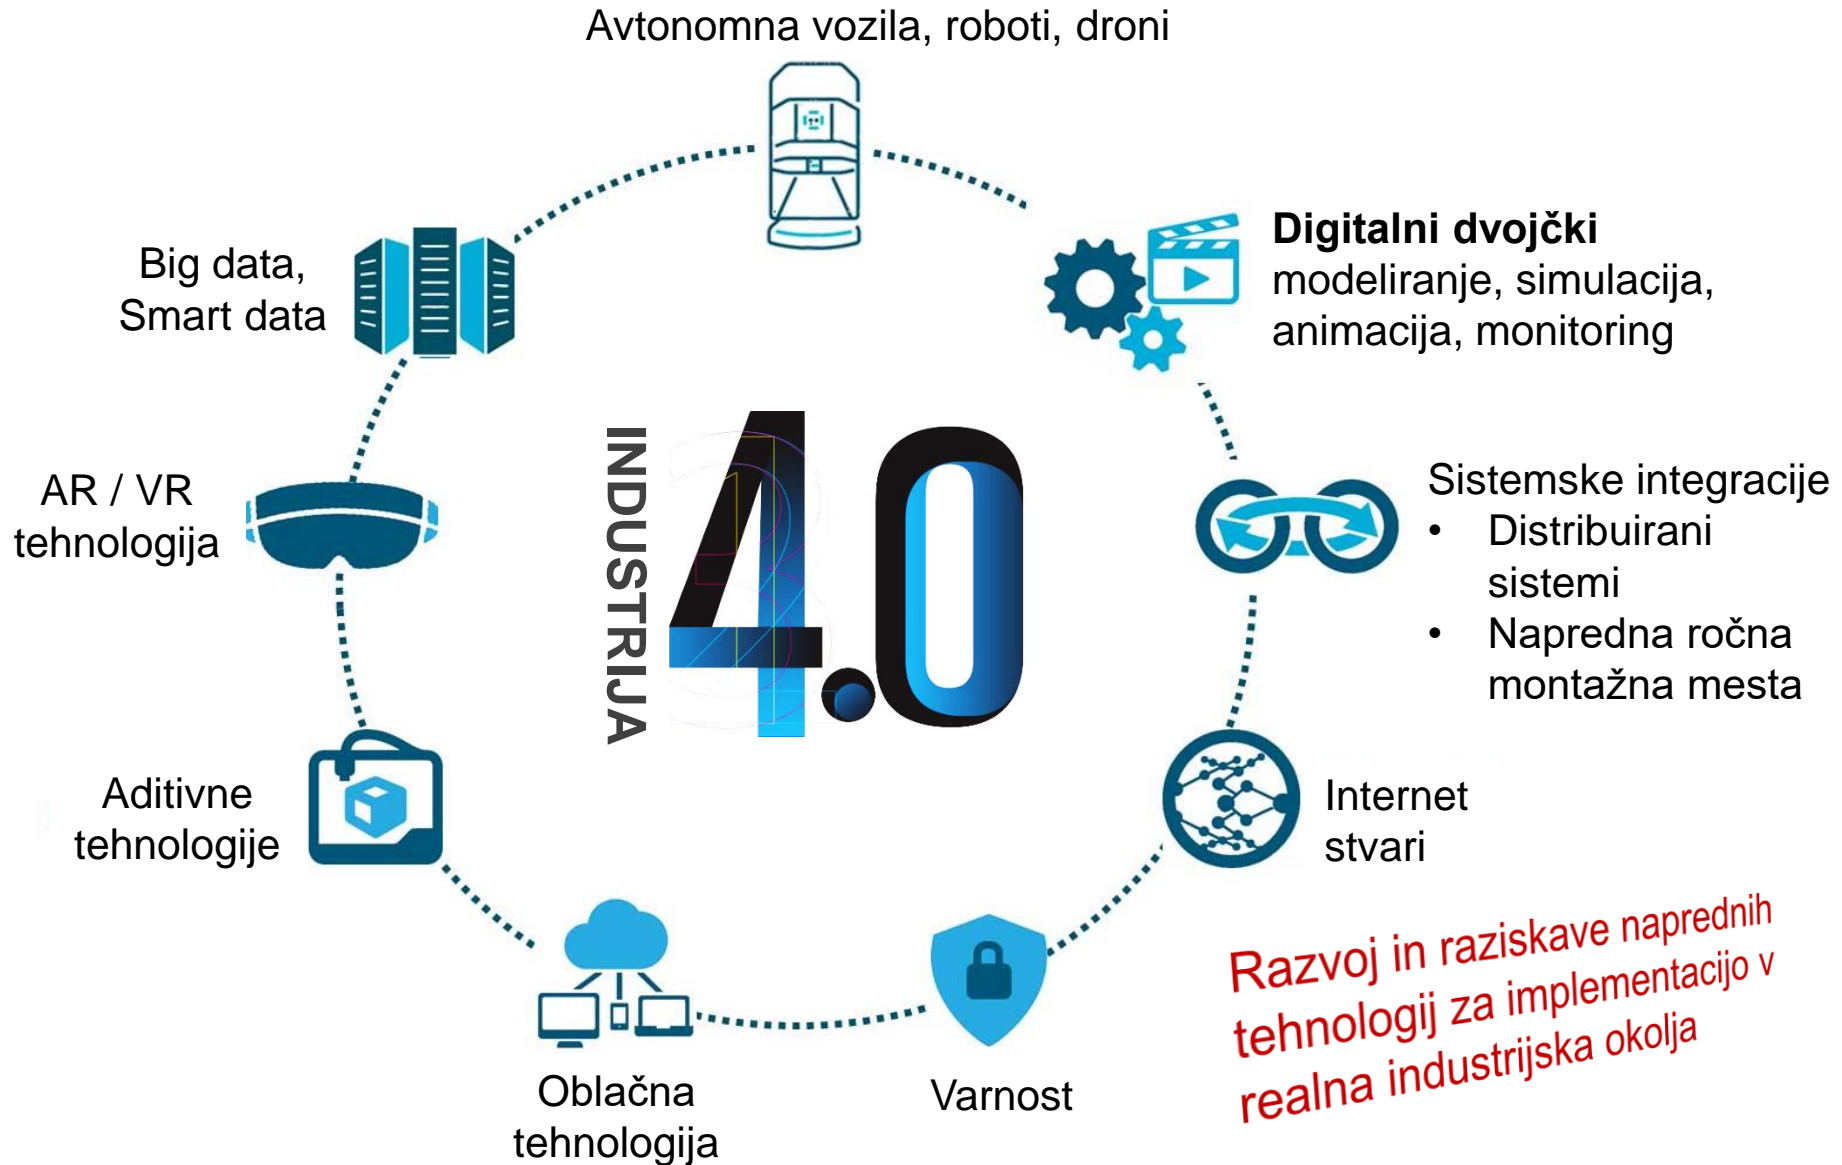 Avtonomna vozila, roboti, droni
Digitalni dvojčki
modeliranje, simulacija,
animacija, monitoring
Big data,
Smart data
INDUSTRIJA
4.0
AR / VR
tehnologija
Sistemske integracije
• Distribuirani
sistemi
• Napredna ročna
montažna mesta
Aditivne
tehnologije
Internet
stvari
Oblačna
tehnologija
Varnost
Razvoj in raziskave naprednih
tehnologij za implementacijo v
realna industrijska okolja